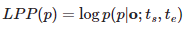 LPP(p) = log p(p|o; t_s, t_e)